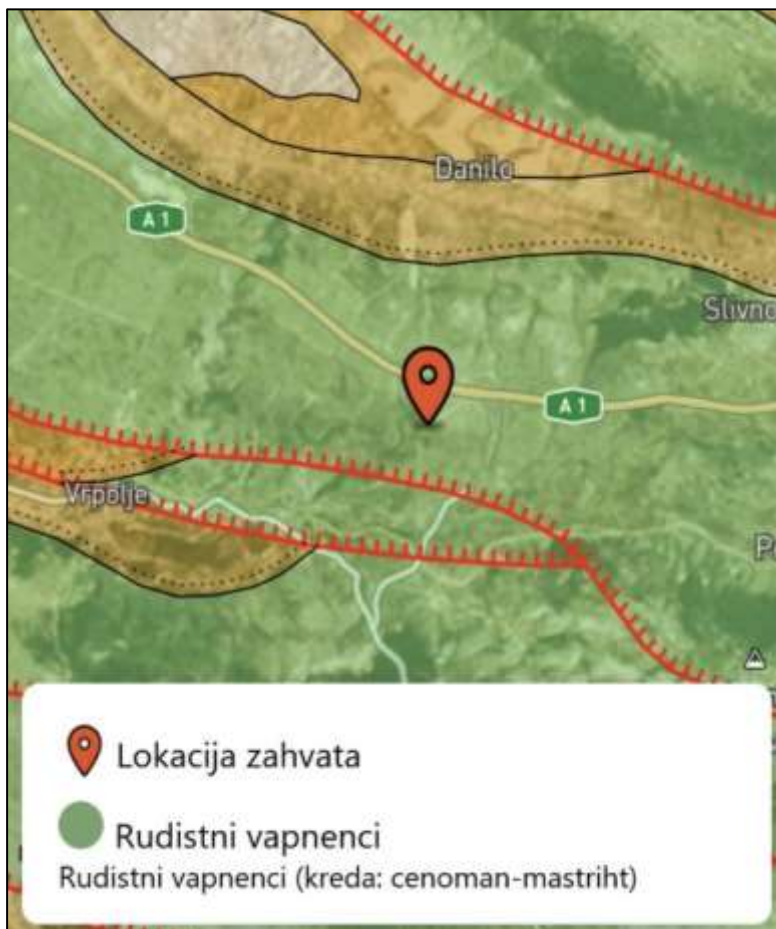 Danilo
A1
Slivno
A1
Vrpolje
Lokacija zahvata
Rudistni vapnenci
Rudistni vapnenci (kreda: cenoman-mastriht)